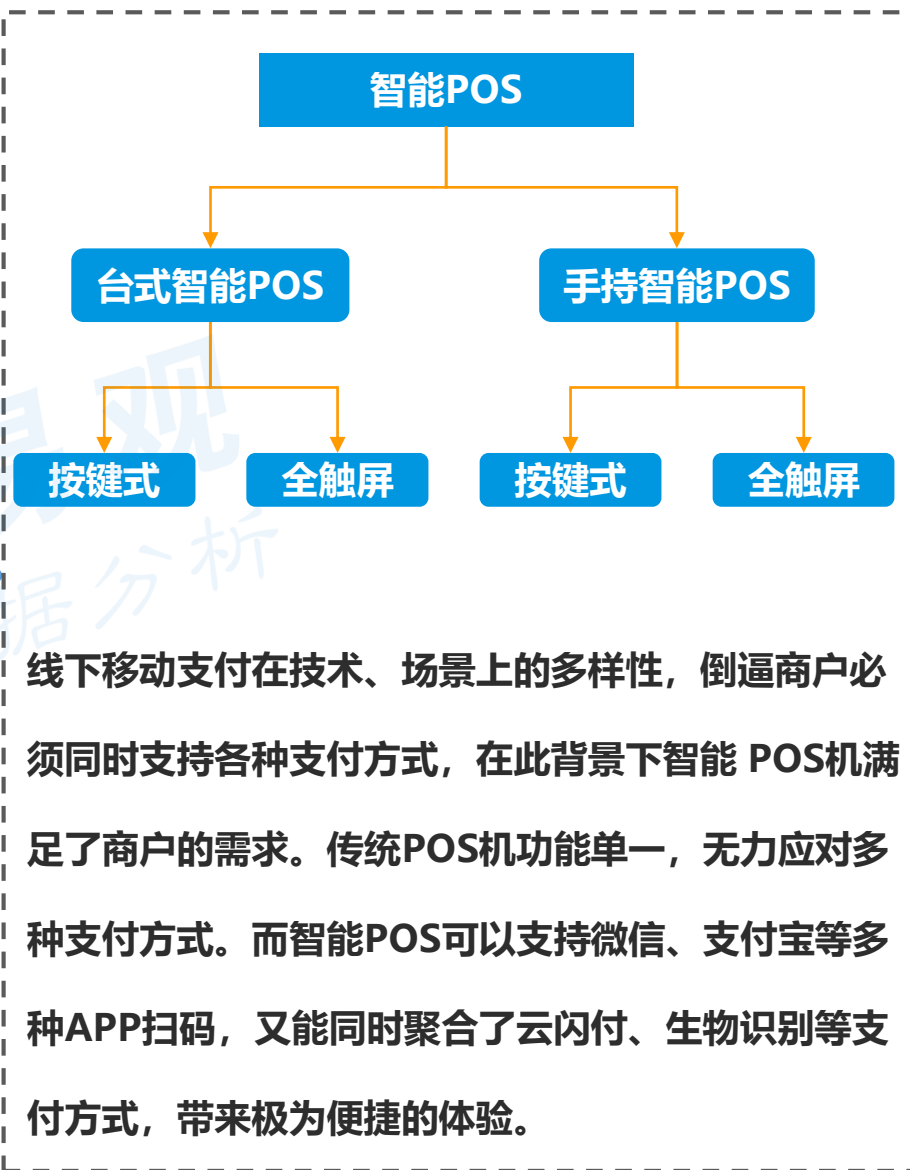 智能POS
台式智能POS
手持智能POS
按键式
全触屏
按键式
全触屏
线下移动支付在技术、场景上的多样性，倒逼商户必
须同时支持各种支付方式，在此背景下智能 POS机满
足了商户的需求。传统POS机功能单一，无力应对多
种支付方式。而智能POS可以支持微信、支付宝等多
种APP扫码，又能同时聚合了云闪付、生物识别等支
付方式，带来极为便捷的体验。
易观
据分析